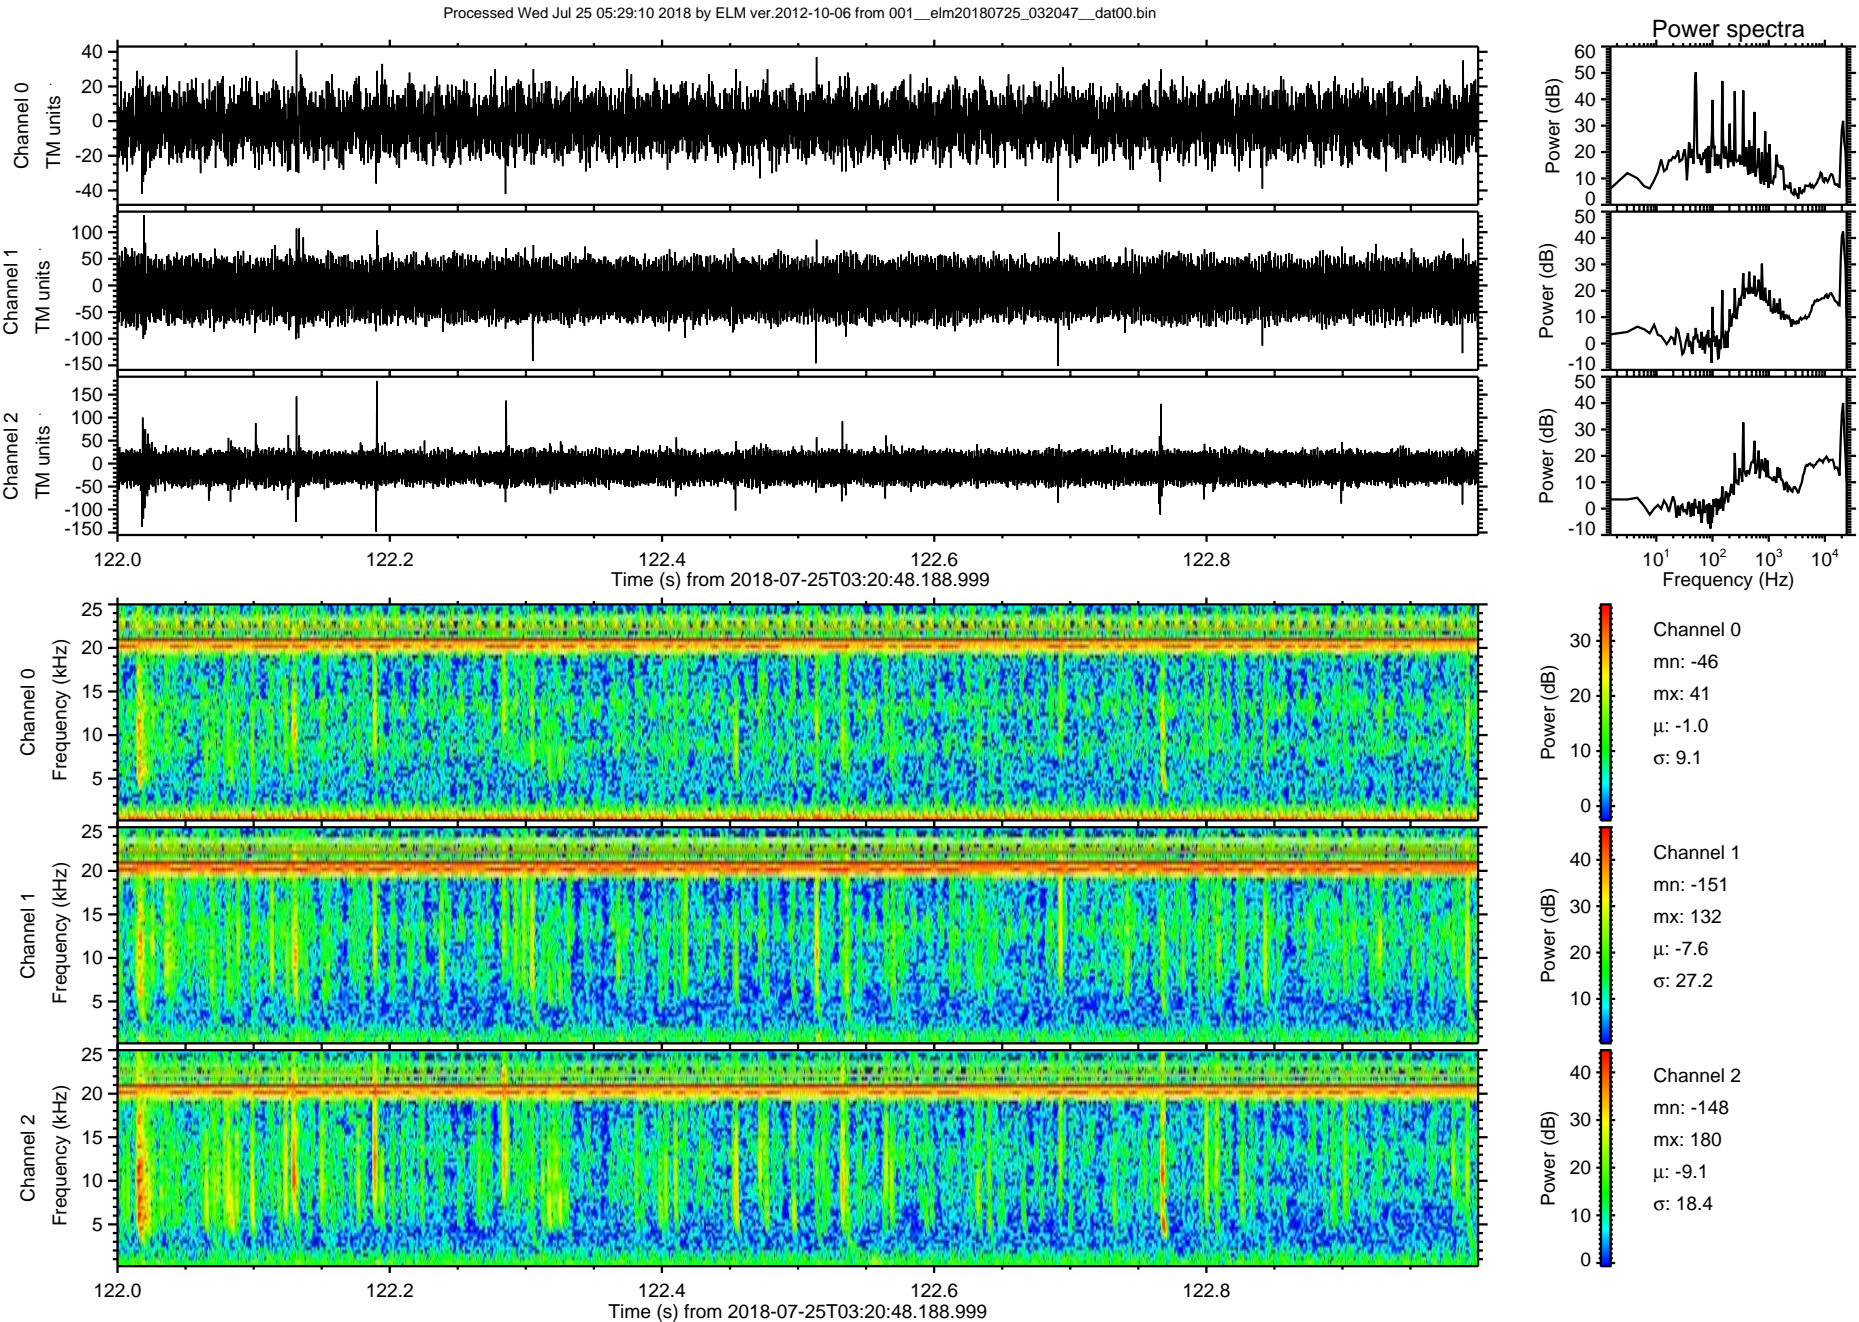 Processed Wed Jul 25 05:29:10 2018 by ELM ver.2012-10-06 from 001__elm20180725_032047__dat00.bin
Power spectra
Channel 0
TM units
40
20
0
-20
-40
Power (dB)
60
50
40
30
20
10
0
Channel 1
TM units
100
50
0
-50
-100
-150
Power (dB)
50
40
30
20
10
0
-10
Channel 2
TM units
150
100
50
0
-50
-100
-150
Power (dB)
50
40
30
20
10
0
-10
122.0 122.2 122.4 122.6 122.8
Time (s) from 2018-07-25T03:20:48.188.999
10^1 10^2 10^3 10^4
Frequency (Hz)
Channel 0
Frequency (kHz)
25
20
15
10
5
Power (dB)
30
20
10
0
Channel 0
mn: -46
mx: 41
μ: -1.0
σ: 9.1
Channel 1
Frequency (kHz)
25
20
15
10
5
Power (dB)
40
30
20
10
Channel 1
mn: -151
mx: 132
μ: -7.6
σ: 27.2
Channel 2
Frequency (kHz)
25
20
15
10
5
Power (dB)
40
30
20
10
0
Channel 2
mn: -148
mx: 180
μ: -9.1
σ: 18.4
122.0 122.2 122.4 122.6 122.8
Time (s) from 2018-07-25T03:20:48.188.999